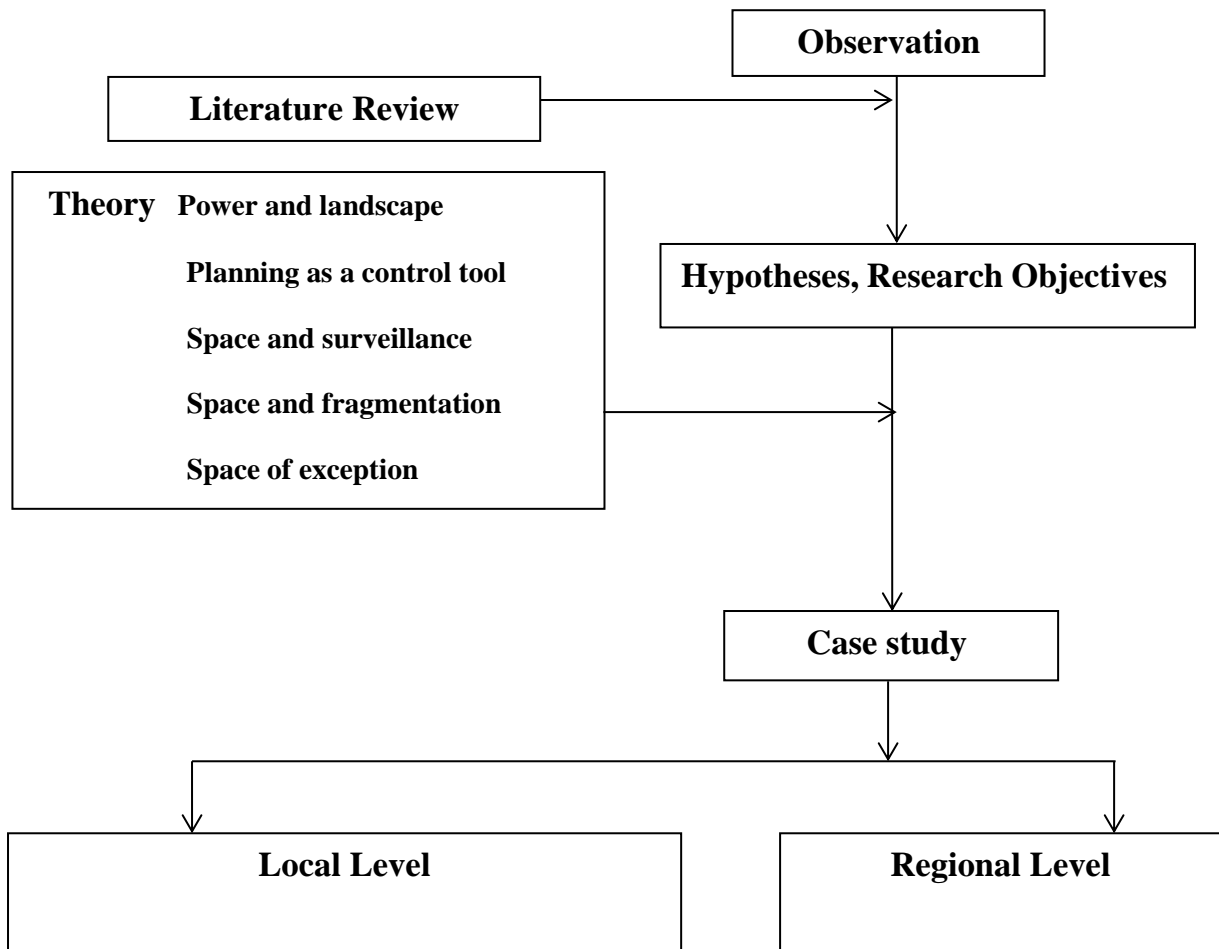 Observation
Literature Review
Theory Power and landscape
Planning as a control tool
Space and surveillance
Space and fragmentation
Space of exception
Hypotheses, Research Objectives
Case study
Local Level
Regional Level